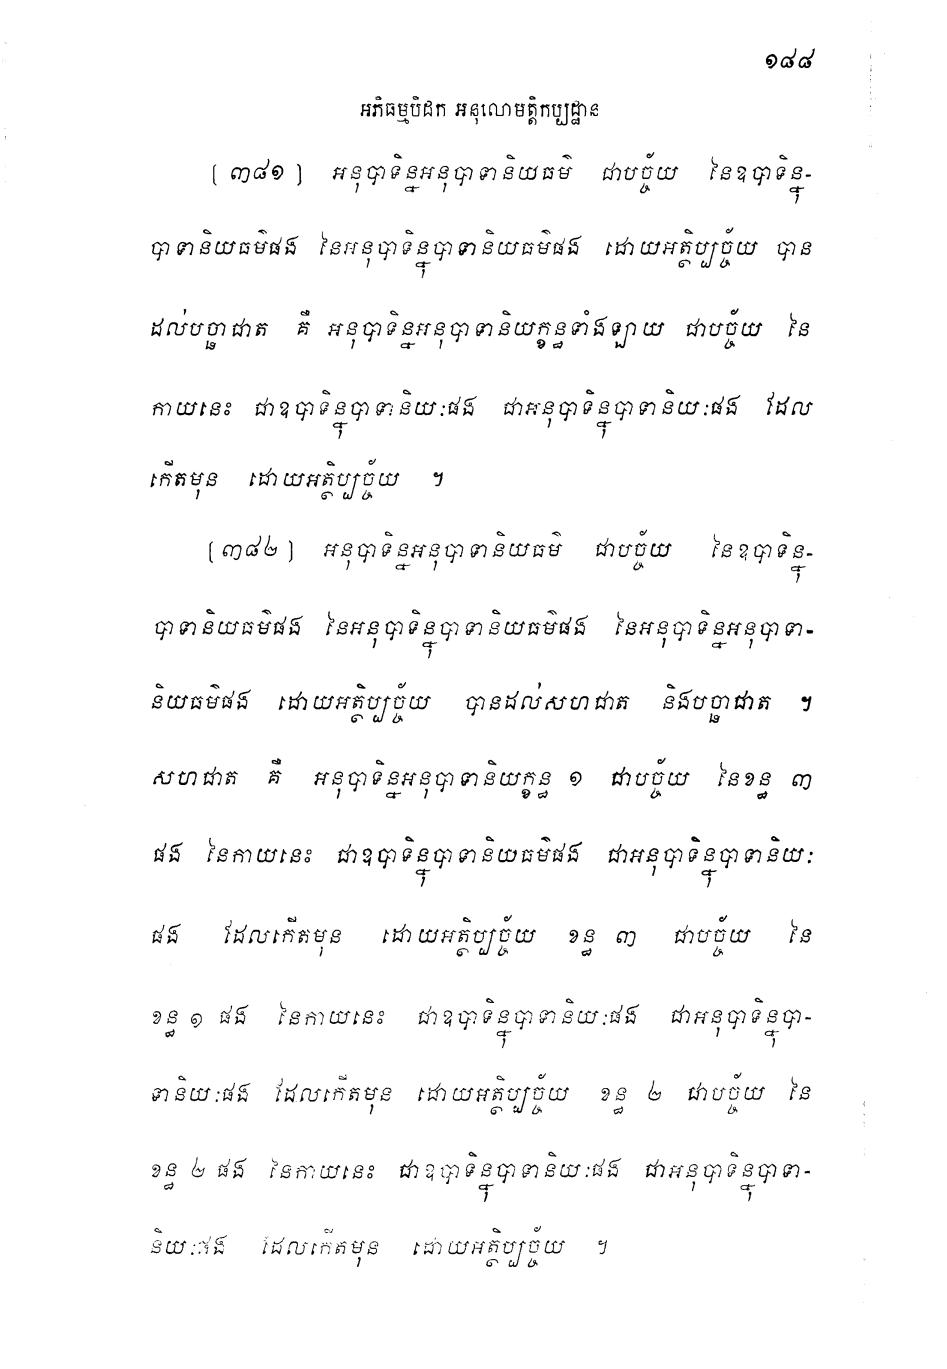 ១៨៨
អភិធម្មបិដក អនុលោមត្តិកប្បដ្ឋាន
[ ៣៨១ ] អនុបាទិន្នអនុបាទានិយធម៌ ជាបច្ច័យ នៃឧបាទិន្នុ-
បាទានិយធម៌ផង នៃអនុបាទិន្នុបាទានិយធម៌ផង ដោយអត្ថិប្បច្ច័យ បាន
ដល់បច្ឆាជាត គឺ អនុបាទិន្នអនុបាទានិយក្ខន្ធទាំងឡាយ ជាបច្ច័យ នៃ
កាយនេះ ជាឧបាទិន្នុបាទានិយៈផង ជាអនុបាទិន្នុបាទានិយៈផង ដែល
កើតមុន ដោយអត្ថិប្បច្ច័យ ។
[ ៣៨២ ] អនុបាទិន្នអនុបាទានិយធម៌ ជាបច្ច័យ នៃឧបាទិន្នុ-
បាទានិយធម៌ផង នៃអនុបាទិន្នុបាទានិយធម៌ផង នៃអនុបាទិន្នអនុបាទា-
និយធម៌ផង ដោយអត្ថិប្បច្ច័យ បានដល់សហជាត និងបច្ឆាជាត ។
សហជាត គឺ អនុបាទិន្នអនុបាទានិយក្ខន្ធ ១ ជាបច្ច័យ នៃខន្ធ ៣
ផង នៃកាយនេះ ជាឧបាទិន្នុបាទានិយធម៌ផង ជាអនុបាទិន្នុបាទានិយៈ
ផង ដែលកើតមុន ដោយអត្ថិប្បច្ច័យ ខន្ធ ៣ ជាបច្ច័យ នៃ
ខន្ធ ១ ផង នៃកាយនេះ ជាឧបាទិន្នុបាទានិយៈផង ជាអនុបាទិន្នុបា-
ទានិយៈផង ដែលកើតមុន ដោយអត្ថិប្បច្ច័យ ខន្ធ ២ ជាបច្ច័យ នៃ
ខន្ធ ២ ផង នៃកាយនេះ ជាឧបាទិន្នុបាទានិយៈផង ជាអនុបាទិន្នុបាទា-
និយៈផង ដែលកើតមុន ដោយអត្ថិប្បច្ច័យ ។